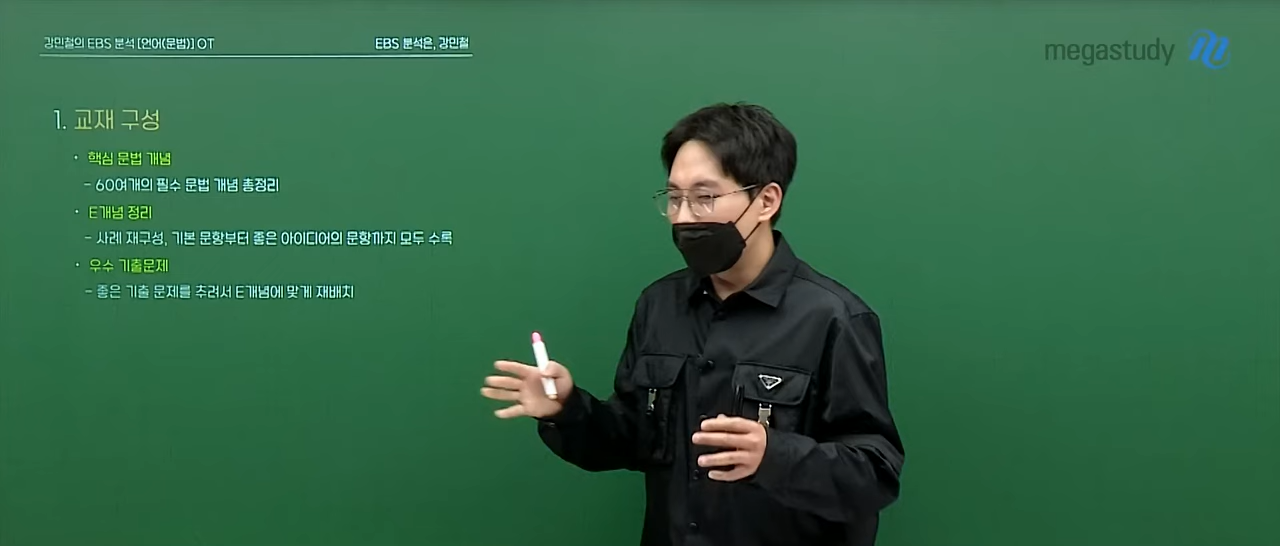 강민철의 EBS 분석 [언어(문법)] OT
EBS 분석은, 강민철
megastudy
1. 교재 구성
· 핵심 문법 개념
- 60여개의 필수 문법 개념 총정리
· E개념 정리
- 사례 재구성, 기본 문항부터 좋은 아이디어의 문항까지 모두 수록
· 우수 기출문제
- 좋은 기출 문제를 추려서 E개념에 맞게 재배치